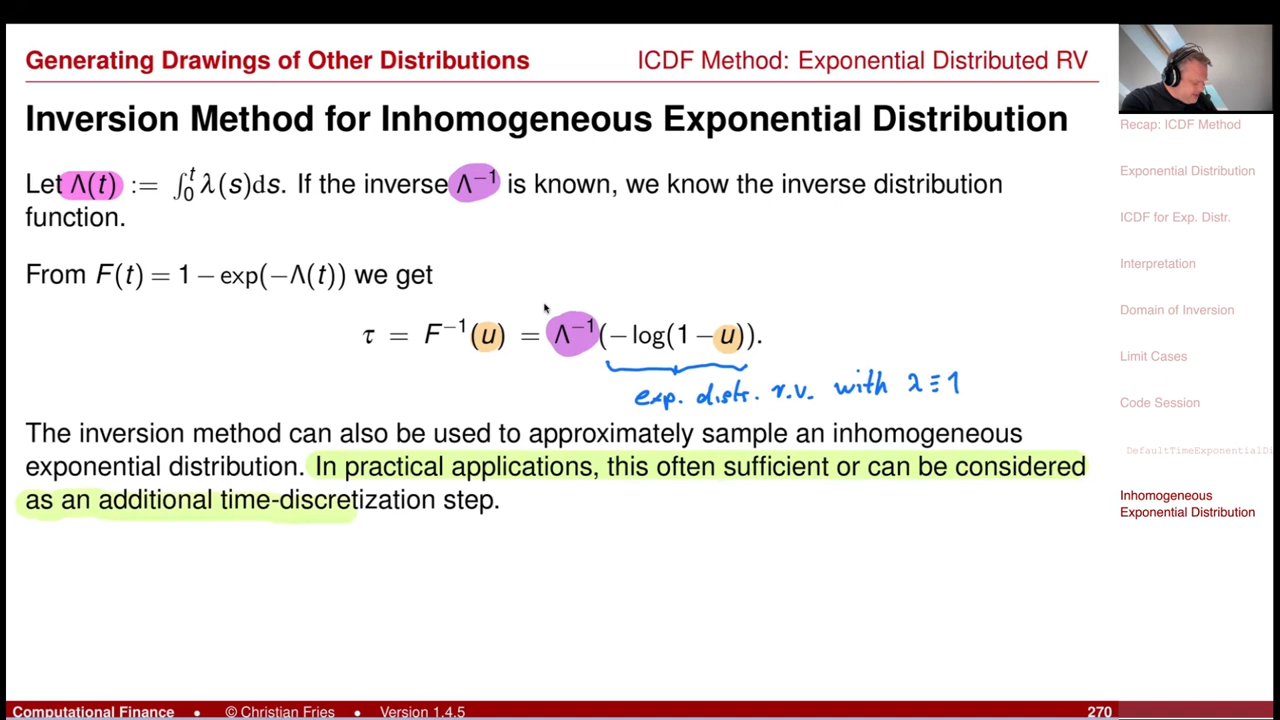 Generating Drawings of Other Distributions
ICDF Method: Exponential Distributed RV
Inversion Method for Inhomogeneous Exponential Distribution
Let Λ(t) := ∫₀ᵗ λ(s)ds. If the inverse Λ⁻¹ is known, we know the inverse distribution
function.
From F(t) = 1 − exp(−Λ(t)) we get
τ = F⁻¹(u) = Λ⁻¹(−log(1 − u)).
exp. distr. r.v. with λ ≡ 1
The inversion method can also be used to approximately sample an inhomogeneous
exponential distribution. In practical applications, this often sufficient or can be considered
as an additional time-discretization step.
Recap: ICDF Method
Exponential Distribution
ICDF for Exp. Distr.
Interpretation
Domain of Inversion
Limit Cases
Code Session
DefaultTimeExponentialDi
Inhomogeneous
Exponential Distribution
Computational Finance • © Christian Fries • Version 1.4.5 270